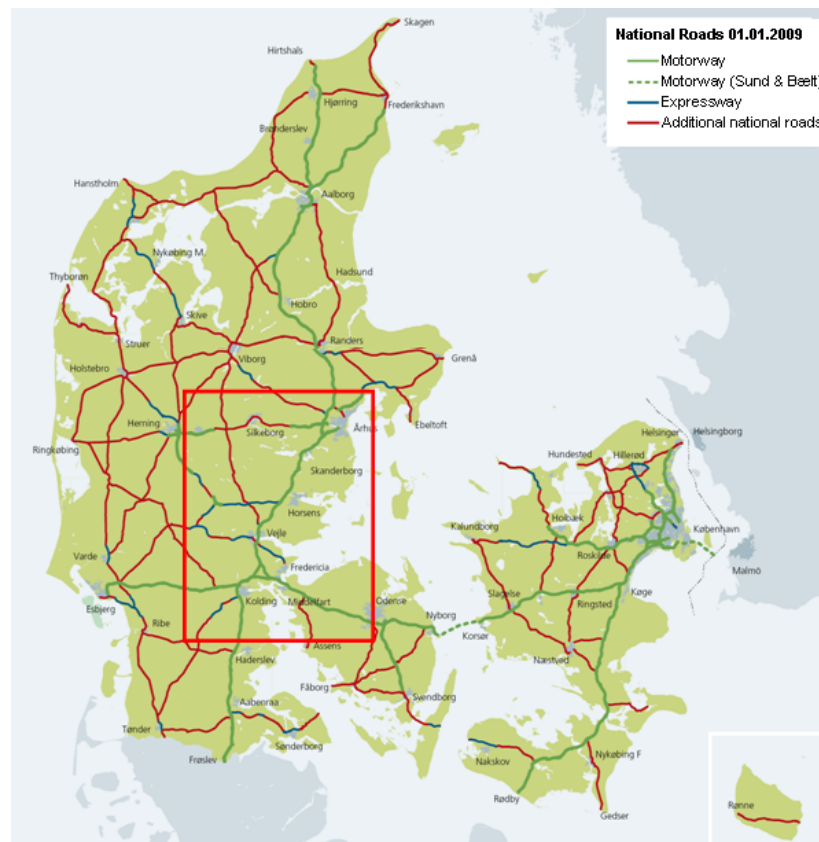 Skagen
National Roads 01.01.2009
Motorway
Motorway (Sund & Bælt)
Expressway
Additional national roads
Hirtshals
Hjørring
Frederikshavn
Brønderslev
Hanstholm
Aalborg
Nykøbing M.
Thyborøn
Hadsund
Hobro
Skive
Struer
Randers
Viborg
Grenå
Holstebro
Herning
Silkeborg
Århus
Ebeltoft
Ringkøbing
Skanderborg
Helsingør
Helsingborg
Hundested
Hillerød
Horsens
Kalundborg
Holbæk
København
Vejle
Roskilde
Malmö
Varde
Fredericia
Esbjerg
Kolding
Middelfart
Odense
Slagelse
Køge
Ribe
Nyborg
Ringsted
Korsør
Haderslev
Assens
Næstved
Fåborg
Aabenraa
Svendborg
Tønder
Sønderborg
Frøslev
Nakskov
Nykøbing F
Rødby
Gedser
Rønne